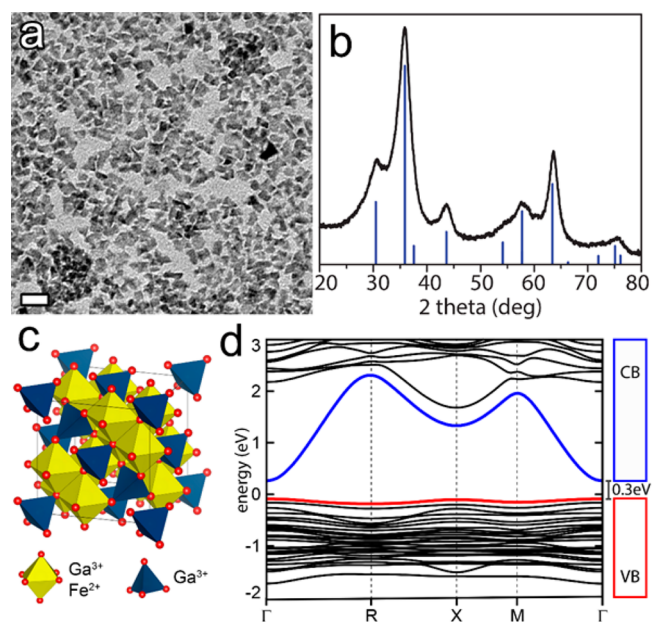 a
b
20 30 40 50 60 70 80
2 theta (deg)
c
Ga³⁺
Fe²⁺
Ga³⁺
d
energy (eV)
3
2
1
0
-1
-2
Γ R X M Γ
CB
0.3eV
VB